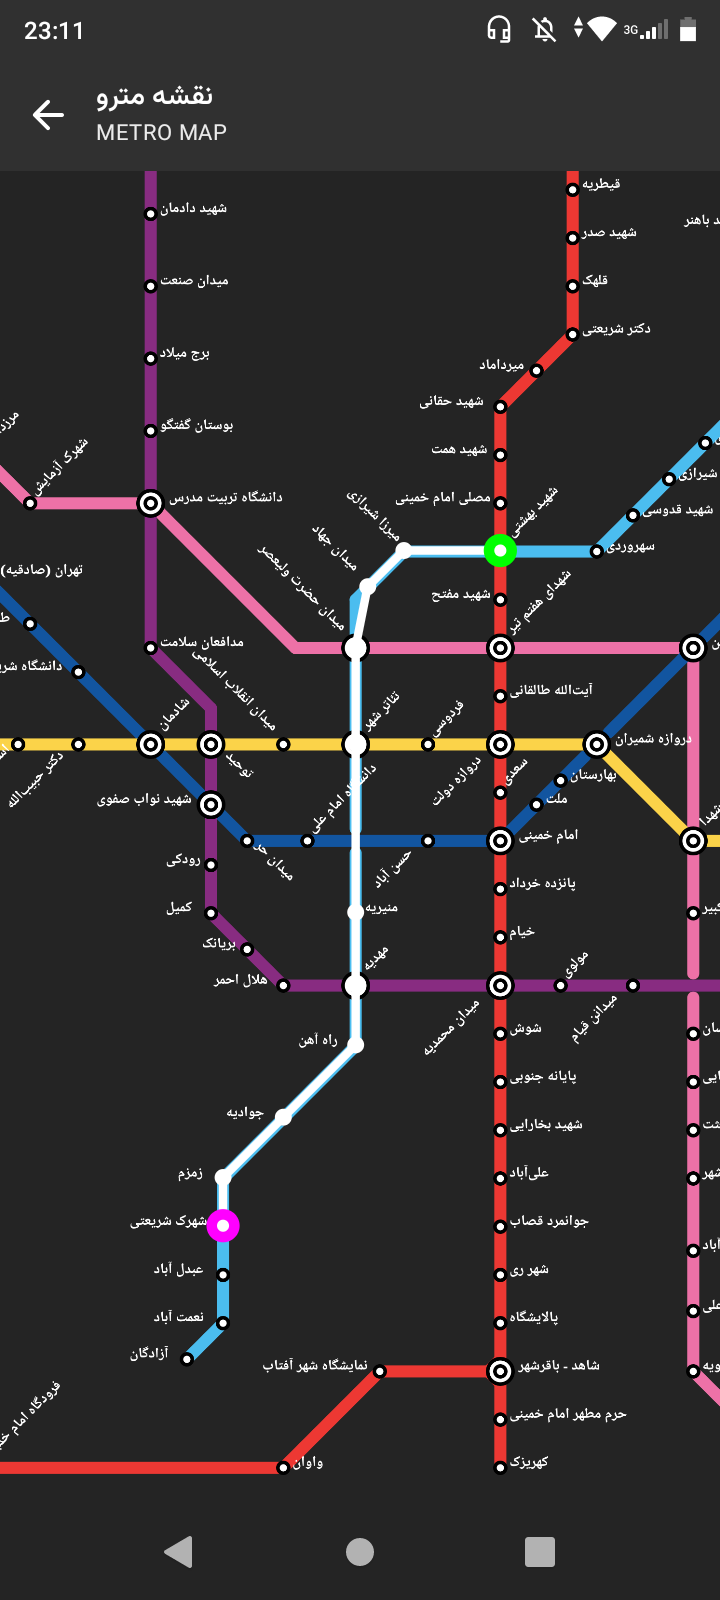 23:11
3G
نقشه مترو
METRO MAP
قیطریه
شهید دادمان
شهید صدر
میدان صنعت
قلهک
دکتر شریعتی
برج میلاد
میرداماد
شهید حقانی
بوستان گفتگو
شهید همت
شهرک آزمایش
شیرازی
دانشگاه تربیت مدرس
مصلی امام خمینی
شهید بهشتی
شهید قدوسی
میرزا شیرازی
میدان جهاد
سهروردی
میدان حضرت ولیعصر
تهران (صادقیه)
شهید مفتح
شهدای هفتم تیر
مدافعان سلامت
دانشگاه شری
میدان انقلاب اسلامی
آیت‌الله طالقانی
شادمان
تئاتر شهر
فردوسی
دروازه شمیران
دکتر حبیب‌الله
توحید
دروازه دولت
سعدی
بهارستان
شهید نواب صفوی
دانشگاه امام علی
ملت
امام خمینی
میدان حر
حسن آباد
رودکی
پانزده خرداد
کمیل
منیریه
خیام
بریانک
مهدیه
مولوی
هلال احمر
میدان محمدیه
میدانن قیام
راه آهن
شوش
پایانه جنوبی
جوادیه
شهید بخارایی
زمزم
علی‌آباد
شهرک شریعتی
جوانمرد قصاب
عبدل آباد
شهر ری
نعمت آباد
پالایشگاه
آزادگان
نمایشگاه شهر آفتاب
شاهد - باقرشهر
فرودگاه امام
حرم مطهر امام خمینی
واوان
کهریزک